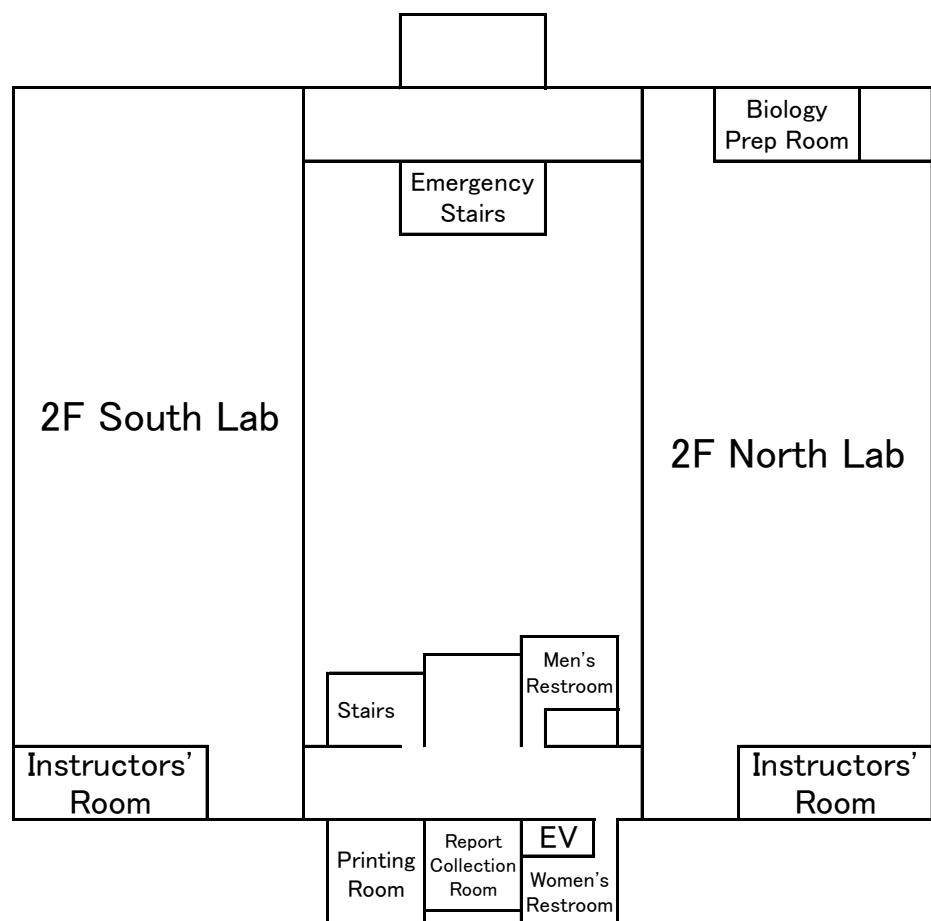 Biology
Prep Room
Emergency
Stairs
2F South Lab
2F North Lab
Men's
Restroom
Stairs
Instructors'
Room
Instructors'
Room
Printing
Room
Report
Collection
Room
EV
Women's
Restroom